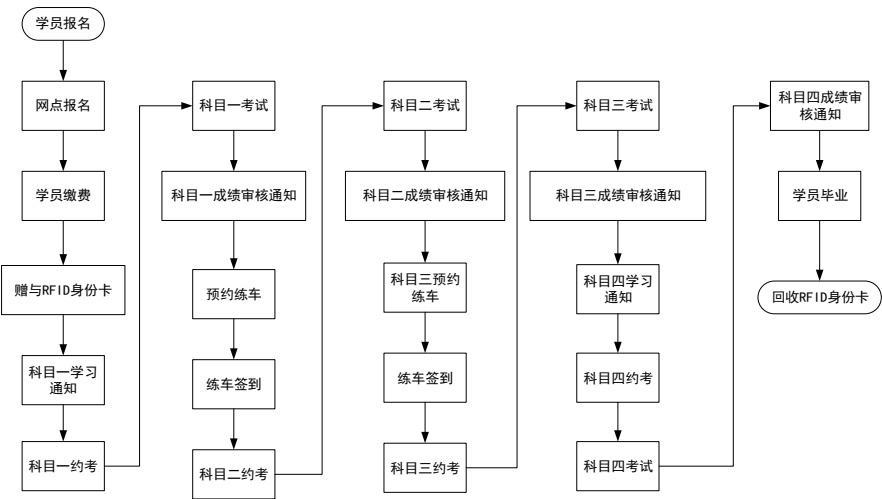 学员报名
网点报名
学员缴费
赠与RFID身份卡
科目一学习
通知
科目一约考
科目一考试
科目一成绩审核通知
预约练车
练车签到
科目二约考
科目二考试
科目二成绩审核通知
科目三预约
练车
练车签到
科目三约考
科目三考试
科目三成绩审核通知
科目四学习
通知
科目四约考
科目四考试
科目四成绩审
核通知
学员毕业
回收RFID身份卡